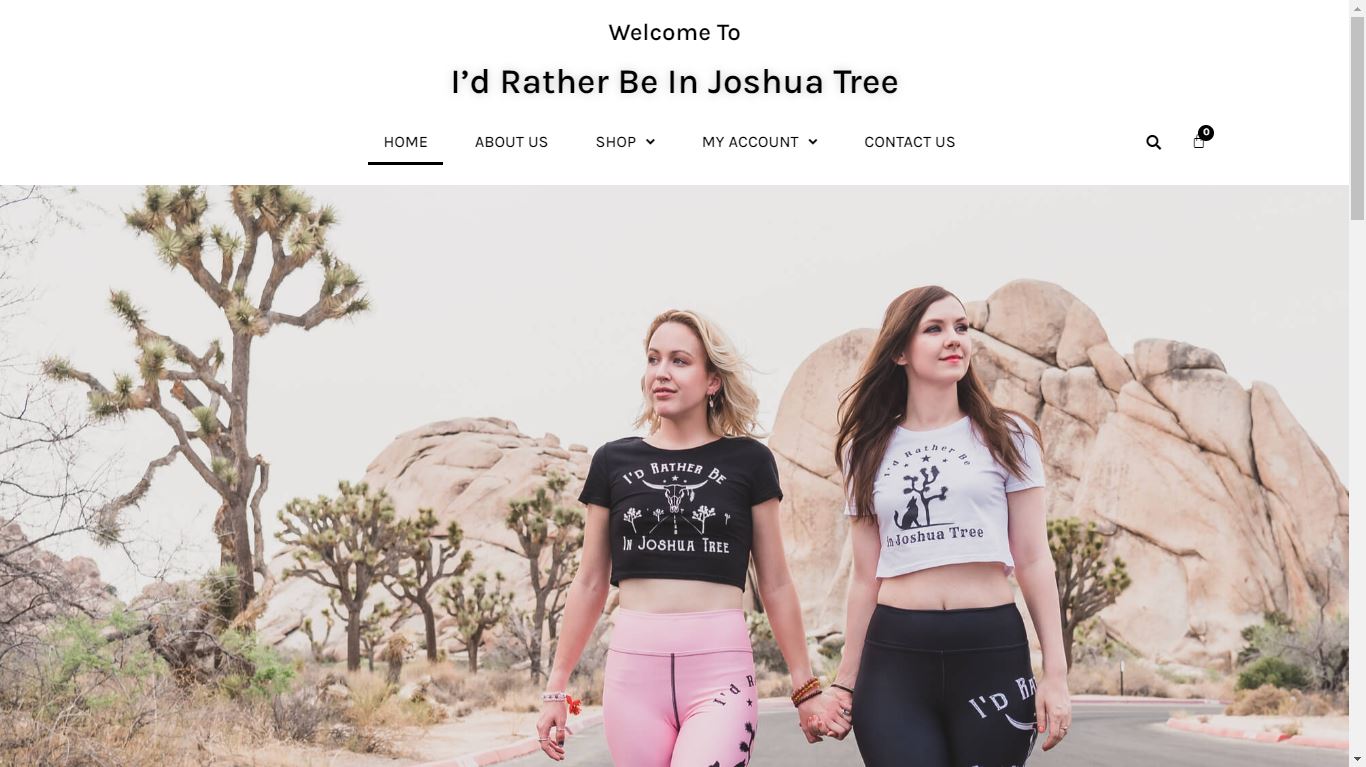 Welcome To
I'd Rather Be In Joshua Tree
HOME ABOUT US SHOP MY ACCOUNT CONTACT US 0
I'D RATHER BE
IN JOSHUA TREE
I'd Rather Be
In Joshua Tree
I'd R
I'D RA